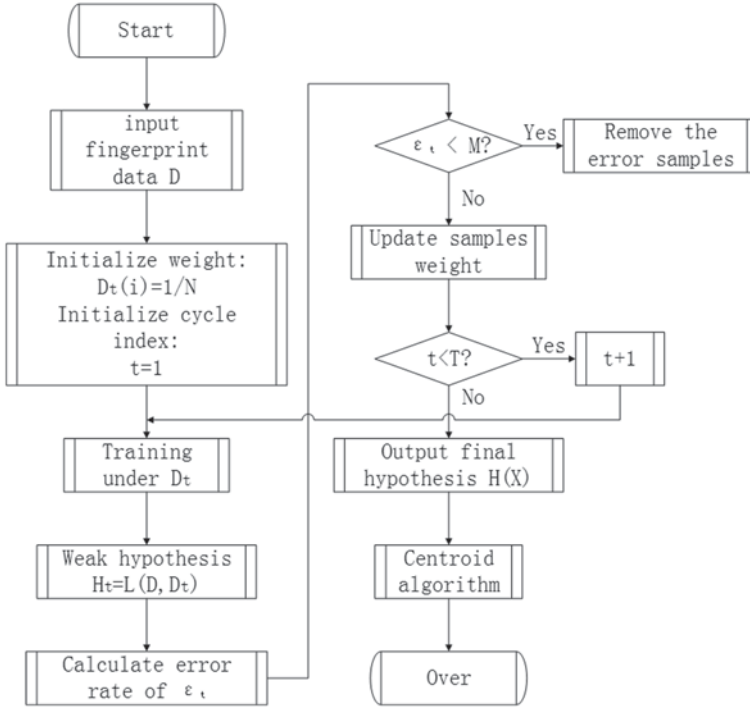 Start
input
fingerprint
data D
Initialize weight:
Dt(i)=1/N
Initialize cycle
index:
t=1
Training
under Dt
Weak hypothesis
Ht=L(D,Dt)
Calculate error
rate of εt
εt < M?
Yes
Remove the
error samples
No
Update samples
weight
t<T?
Yes
t+1
No
Output final
hypothesis H(X)
Centroid
algorithm
Over